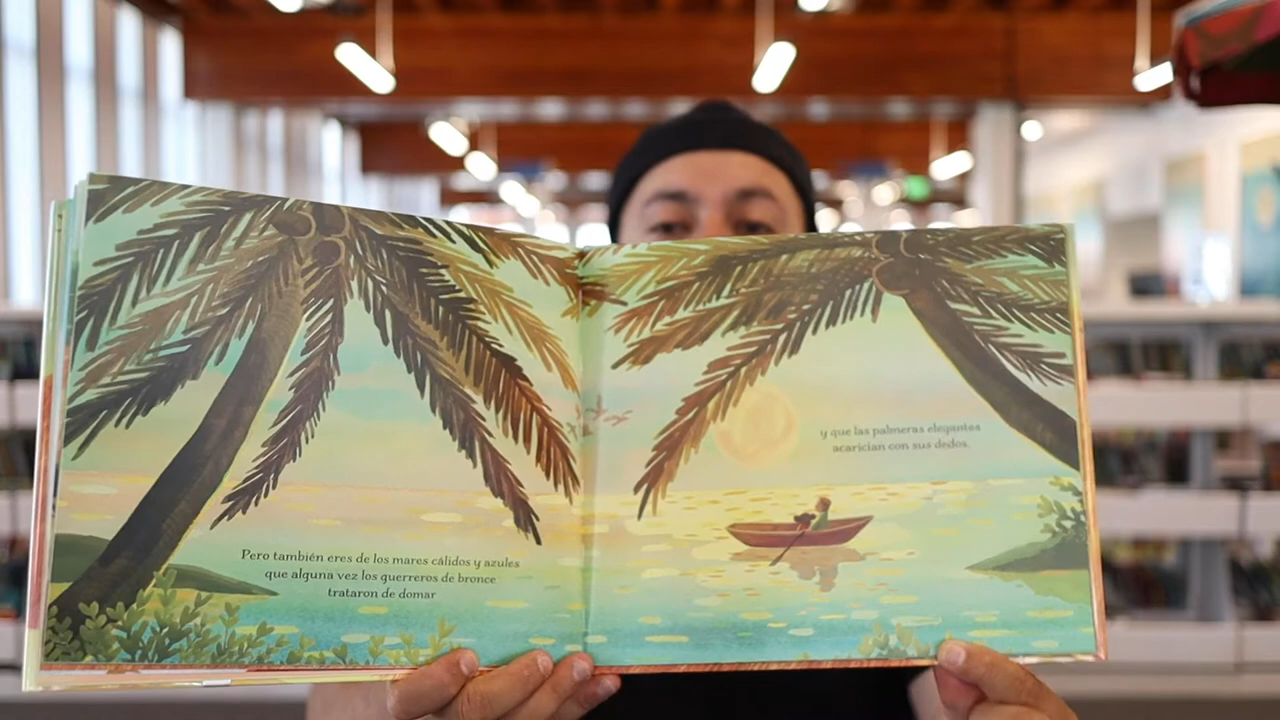 Pero también eres de los mares cálidos y azules
que alguna vez los guerreros de bronce
trataron de domar
y que las palmeras elegantes
acarician con sus dedos.